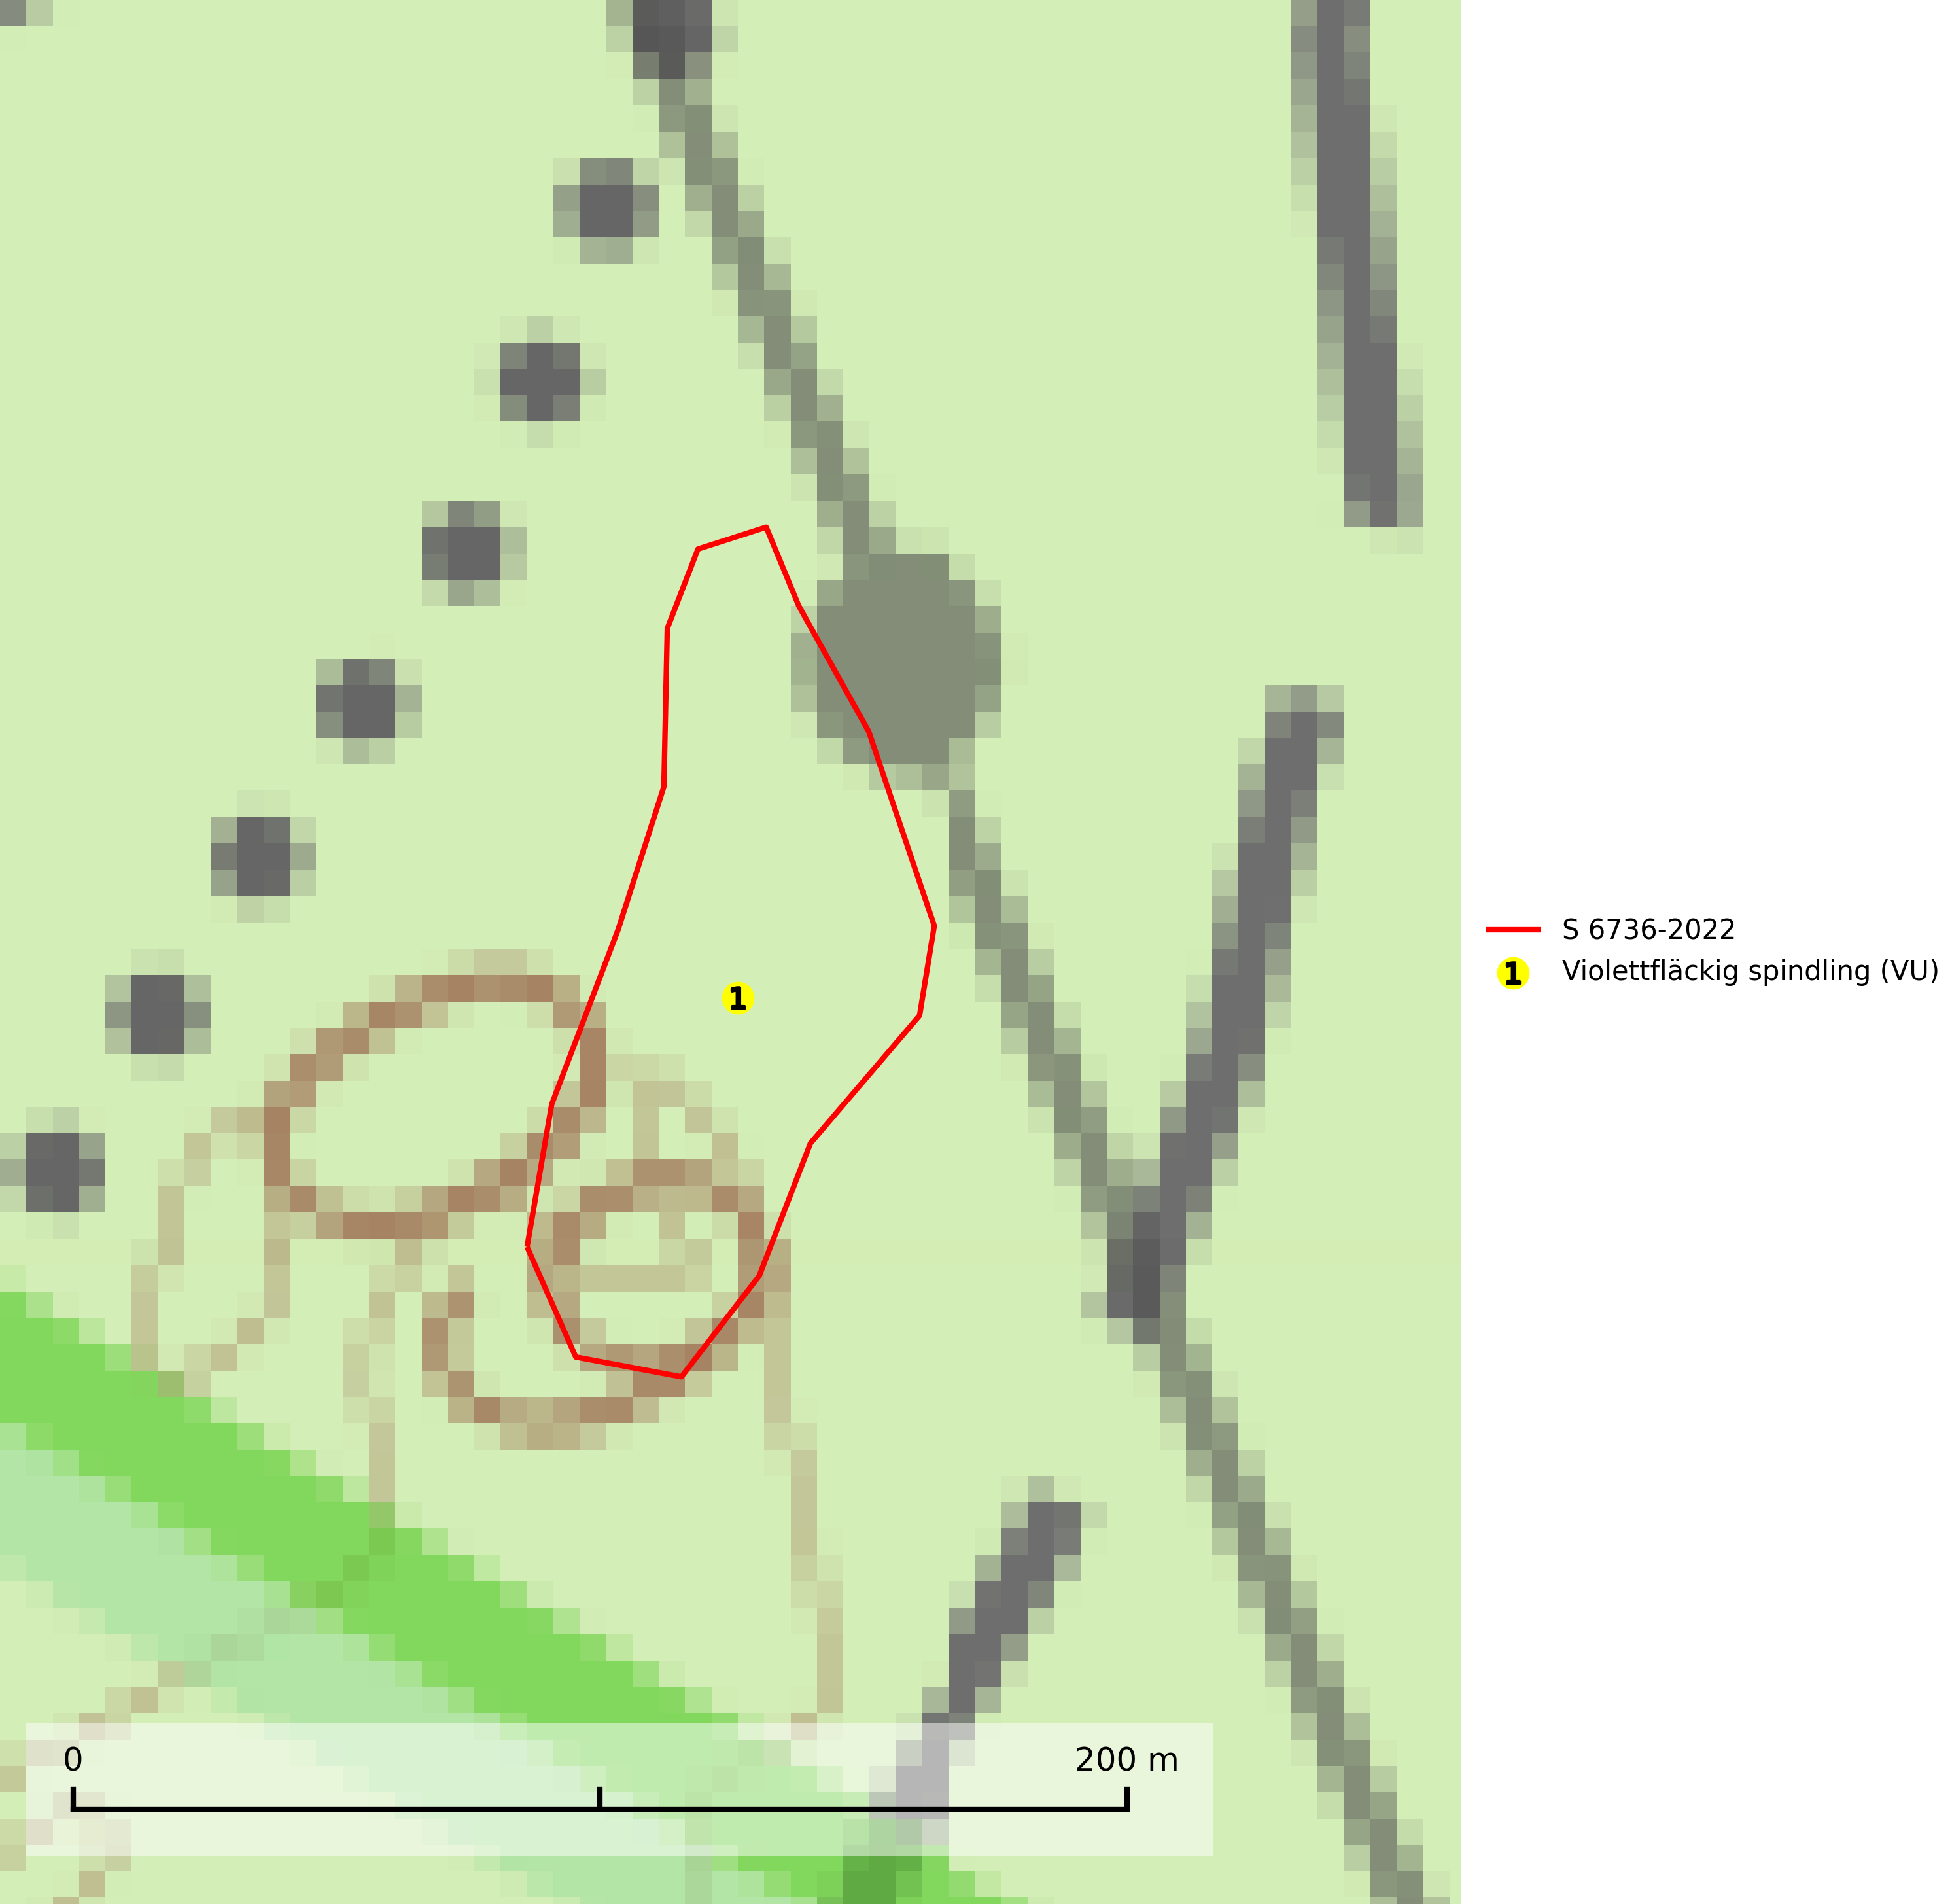 1
S 6736-2022
1 Violettfläckig spindling (VU)
0 200 m